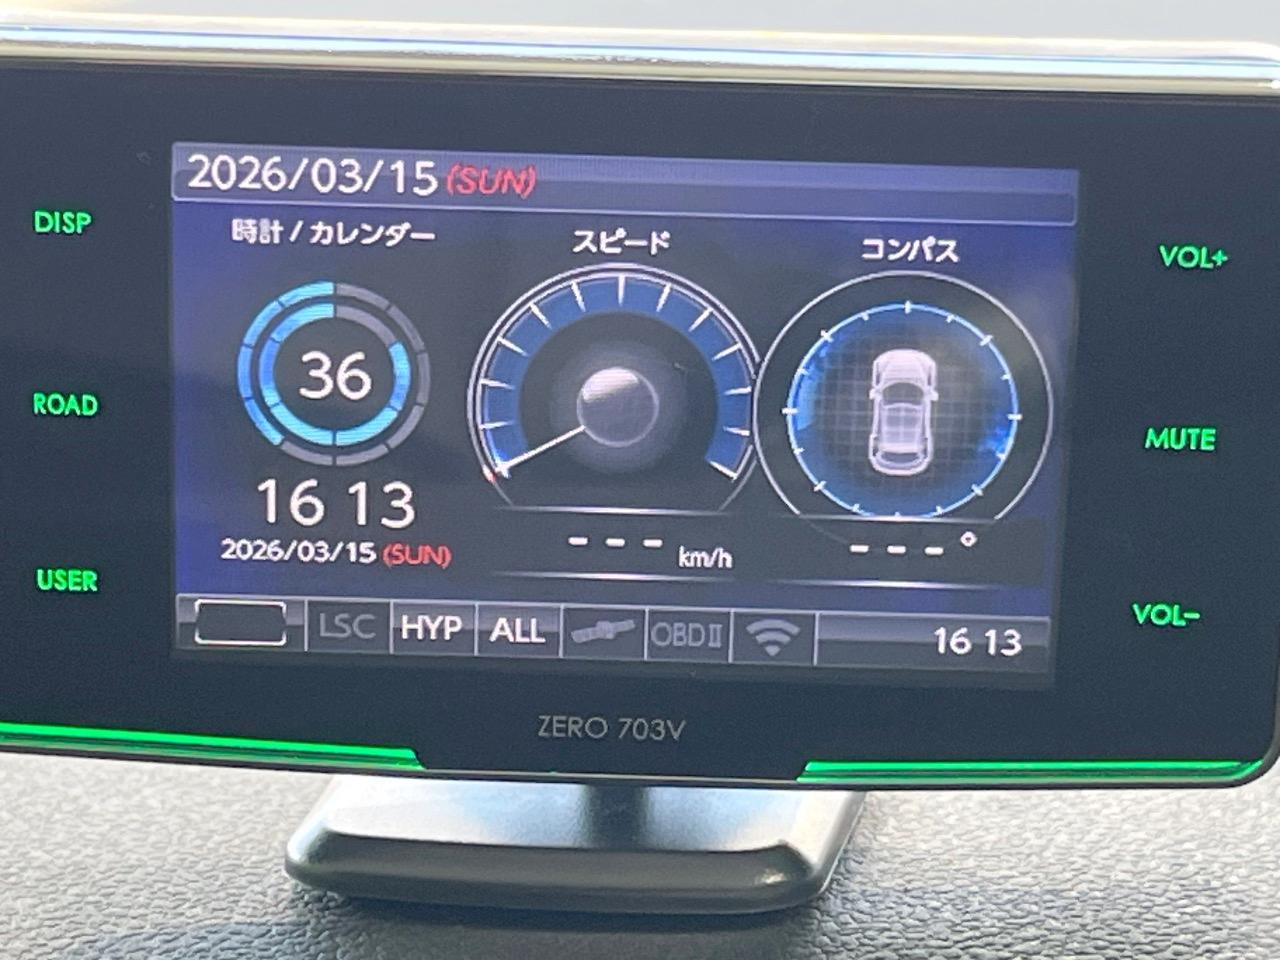 2026/03/15(SUN)
DISP
時計 / カレンダー
スピード
コンパス
VOL+
36
ROAD
MUTE
16 13
2026/03/15(SUN)
--- km/h
---°
USER
VOL−
LSC
HYP
ALL
OBDⅡ
16 13
ZERO 703V